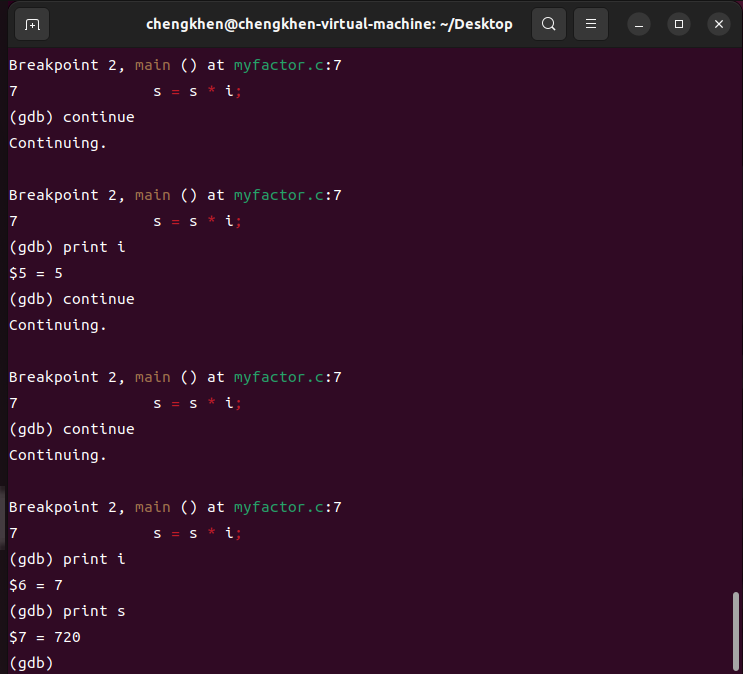 chengkhen@chengkhen-virtual-machine: ~/Desktop
Breakpoint 2, main () at myfactor.c:7
7               s = s * i;
(gdb) continue
Continuing.

Breakpoint 2, main () at myfactor.c:7
7               s = s * i;
(gdb) print i
$5 = 5
(gdb) continue
Continuing.

Breakpoint 2, main () at myfactor.c:7
7               s = s * i;
(gdb) continue
Continuing.

Breakpoint 2, main () at myfactor.c:7
7               s = s * i;
(gdb) print i
$6 = 7
(gdb) print s
$7 = 720
(gdb)